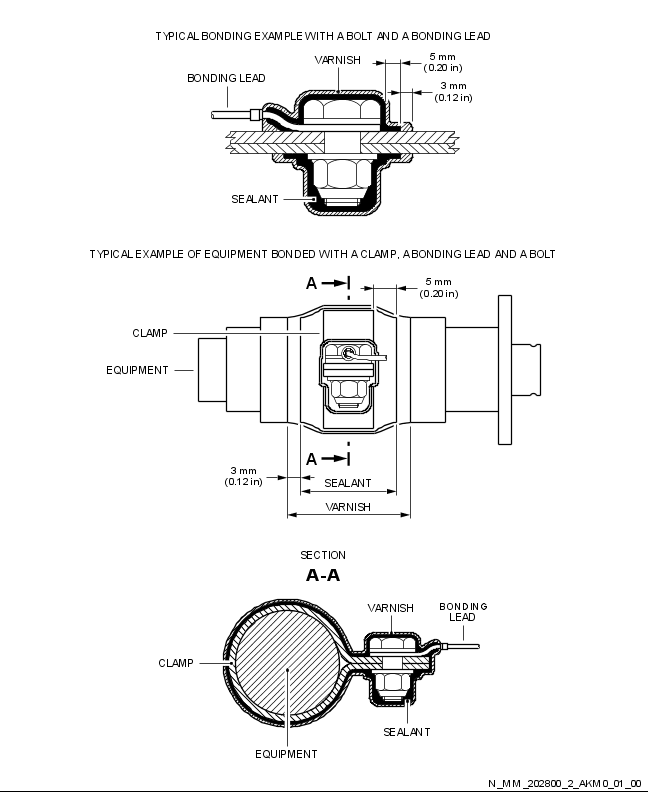 TYPICAL BONDING EXAMPLE WITH A BOLT AND A BONDING LEAD
VARNISH
5 mm
(0.20 in)
BONDING LEAD
3 mm
(0.12 in)
SEALANT
TYPICAL EXAMPLE OF EQUIPMENT BONDED WITH A CLAMP, A BONDING LEAD AND A BOLT
A
5 mm
(0.20 in)
CLAMP
EQUIPMENT
A
3 mm
(0.12 in)
SEALANT
VARNISH
SECTION
A-A
VARNISH
BONDING
LEAD
CLAMP
SEALANT
EQUIPMENT
N_MM_202800_2_AKM0_01_00